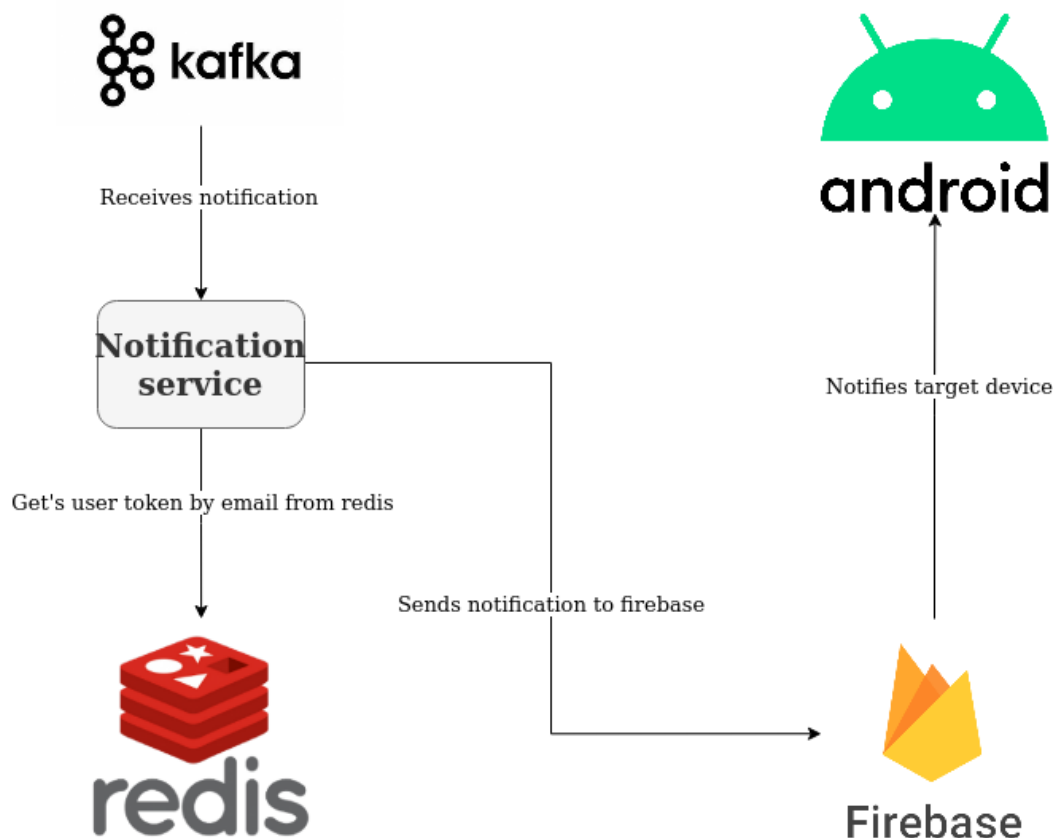 kafka
android
Receives notification
Notification
service
Notifies target device
Get's user token by email from redis
Sends notification to firebase
redis
Firebase